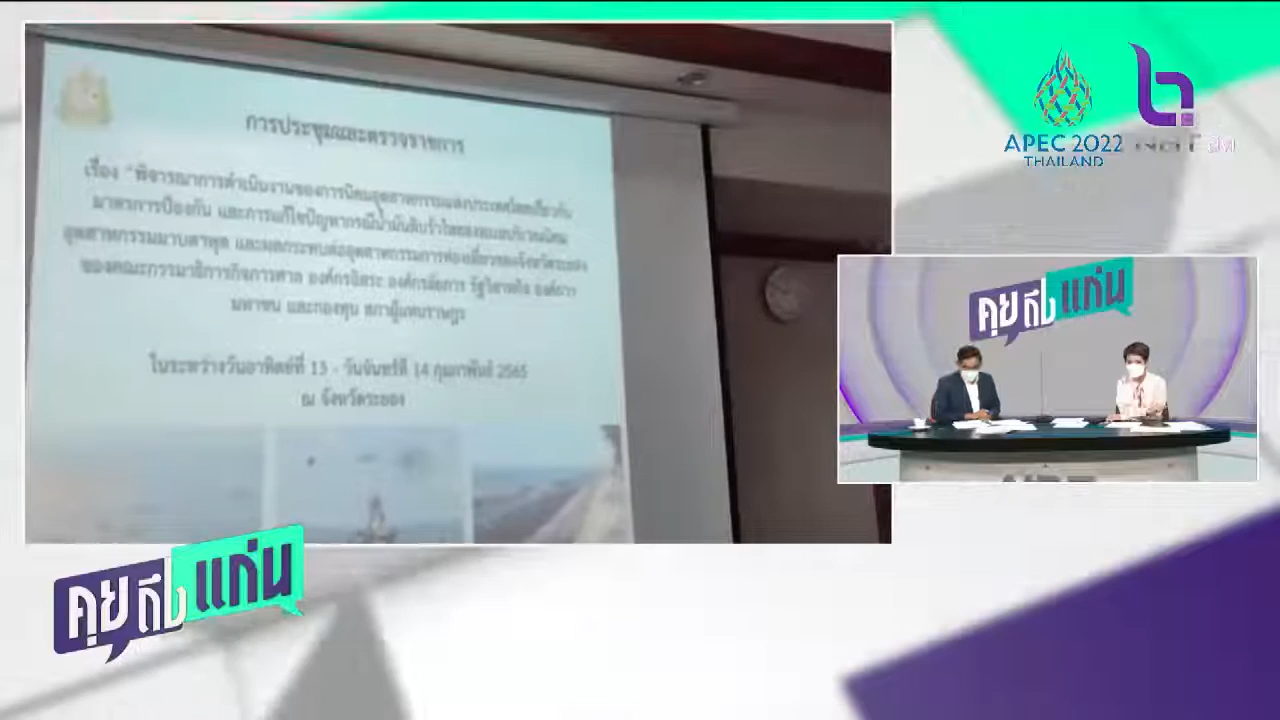 การประชุมและตรวจราชการ
เรื่อง "พิจารณาการดำเนินงานของการนิคมอุตสาหกรรมแห่งประเทศไทยเกี่ยวกับ
มาตรการป้องกัน และการแก้ไขปัญหากรณีน้ำมันดิบรั่วไหลของทะเลบริเวณนิคม
อุตสาหกรรมมาบตาพุด และผลกระทบต่ออุตสาหกรรมการท่องเที่ยวของจังหวัดระยอง
ของคณะกรรมาธิการกิจการศาล องค์กรอิสระ องค์กรอัยการ รัฐวิสาหกิจ องค์การ
มหาชน และกองทุน สภาผู้แทนราษฎร
ในระหว่างวันอาทิตย์ที่ 13 - วันจันทร์ที่ 14 กุมภาพันธ์ 2565
ณ จังหวัดระยอง
APEC 2022
THAILAND
สด
คุยถึงแก่น
คุยถึงแก่น